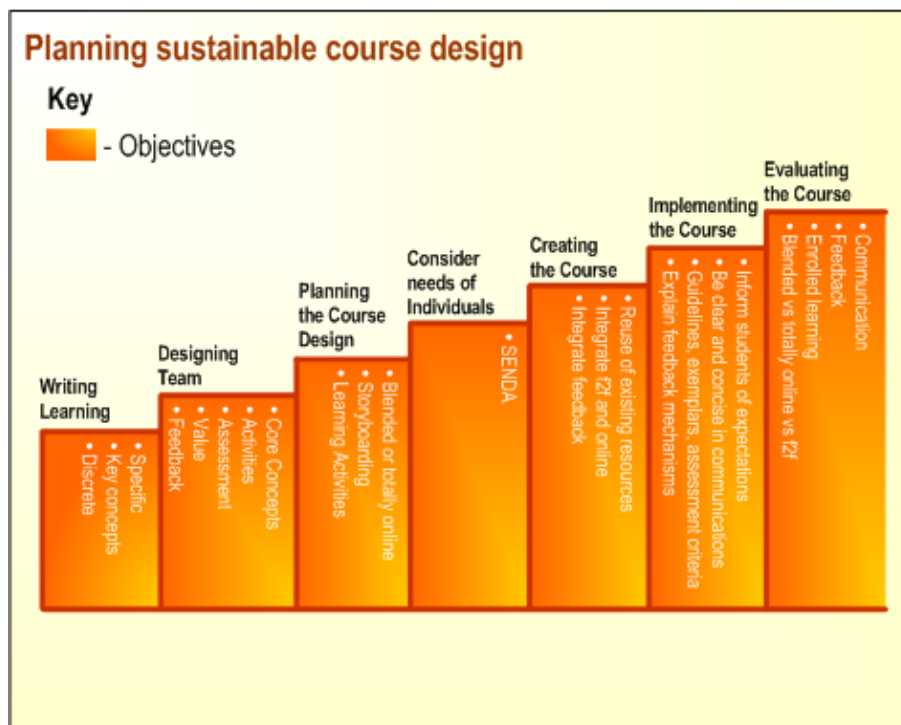 Planning sustainable course design
Key
- Objectives
Writing
Learning
• Specific
• Key concepts
• Discrete
Designing
Team
• Core Concepts
• Activities
• Assessment
• Value
• Feedback
Planning
the Course
Design
• Blended or totally online
• Storyboarding
• Learning Activities
Consider
needs of
Individuals
• SENDA
Creating
the Course
• Reuse of existing resources
• Integrate f2f and online
• Integrate feedback
Implementing
the Course
• Inform students of expectations
• Be clear and concise in communications
• Guidelines, exemplars, assessment criteria
• Explain feedback mechanisms
Evaluating
the Course
• Communication
• Feedback
• Enrolled learning
• Blended vs totally online vs f2f